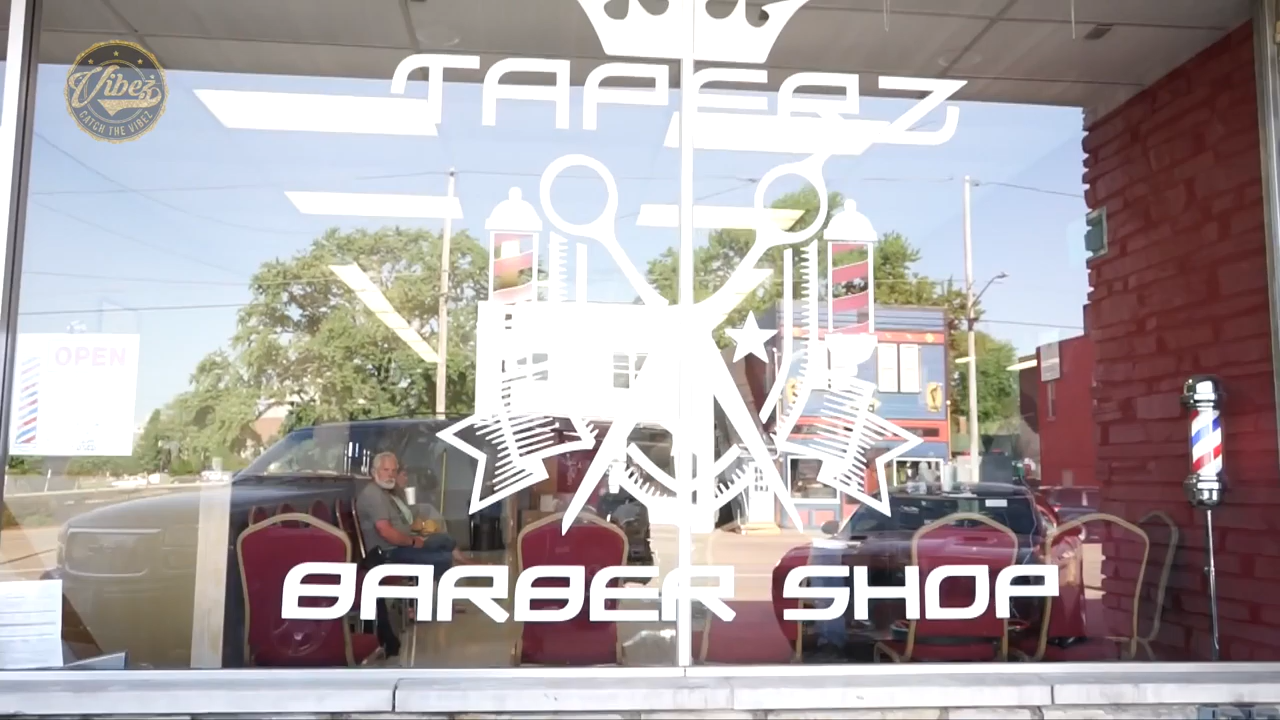 Vibez
CATCH THE VIBEZ
TAPERZ
OPEN
BARBER SHOP